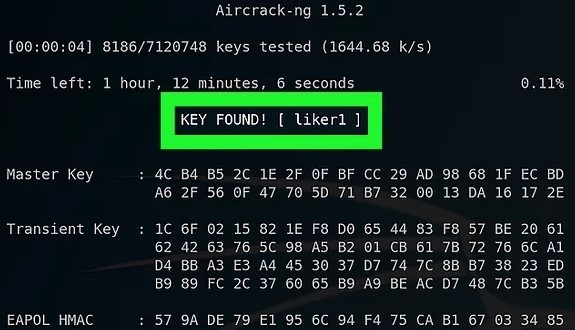 Aircrack-ng 1.5.2
[00:00:04] 8186/7120748 keys tested (1644.68 k/s)
Time left: 1 hour, 12 minutes, 6 seconds 0.11%
KEY FOUND! [ liker1 ]
Master Key : 4C B4 B5 2C 1E 2F 0F BF CC 29 AD 98 68 1F EC BD
A6 2F 56 0F 47 70 5D 71 B7 32 00 13 DA 16 17 2E
Transient Key : 1C 6F 02 15 82 1E F8 D0 65 44 83 F8 57 BE 20 61
62 42 63 76 5C 98 A5 B2 01 CB 61 7B 72 76 6C A1
D4 BB A3 E3 A4 45 30 37 D7 74 7C 8B B7 38 23 ED
B9 89 FC 2C 37 60 65 B9 A9 BE AC D7 48 7C B3 5B
EAPOL HMAC : 57 9A DE 79 E1 95 6C 94 F4 75 CA B1 67 03 34 85